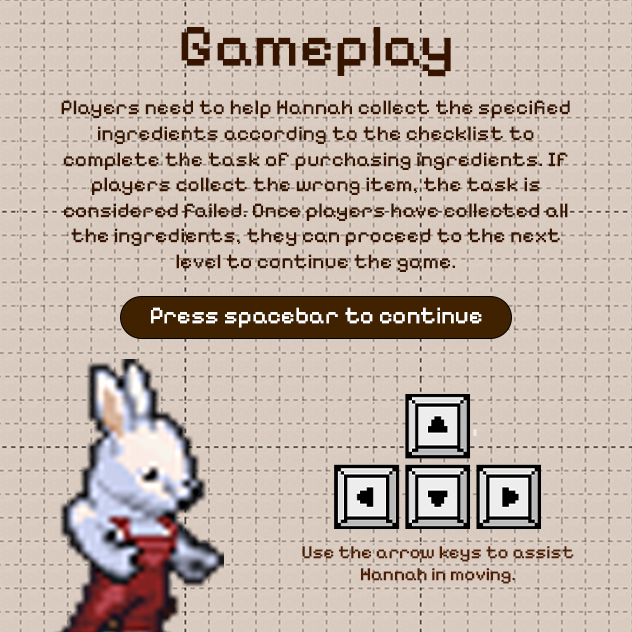 Gameplay
Players need to help Hannah collect the specified
ingredients according to the checklist to
complete the task of purchasing ingredients. If
players collect the wrong item, the task is
considered failed. Once players have collected all
the ingredients, they can proceed to the next
level to continue the game.
Press spacebar to continue
Use the arrow keys to assist
Hannah in moving.